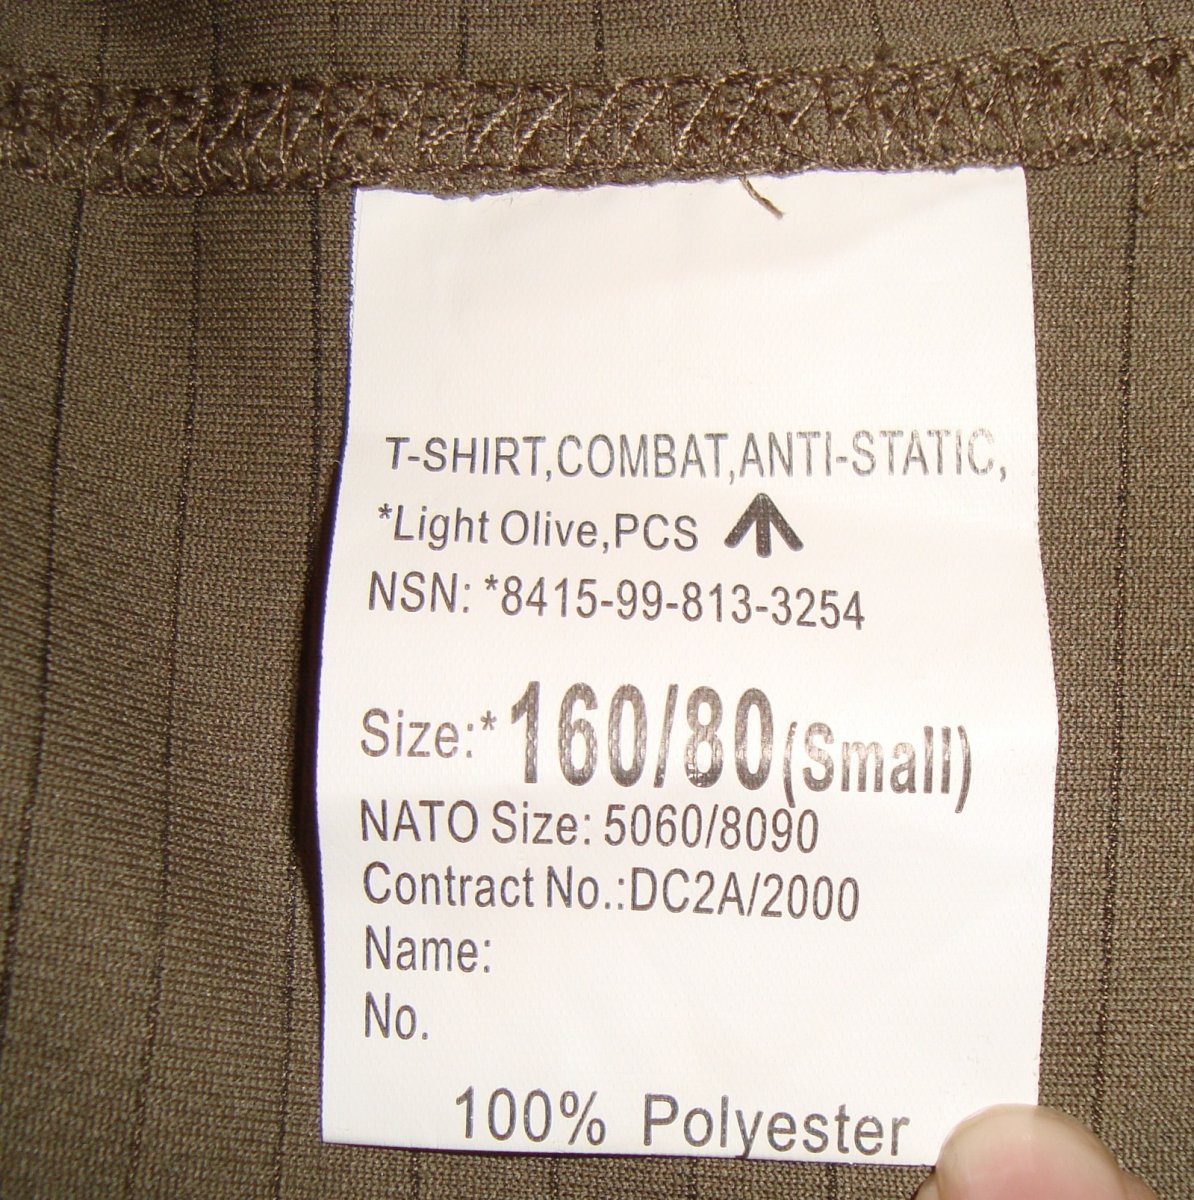 T-SHIRT,COMBAT,ANTI-STATIC,
*Light Olive,PCS
NSN: *8415-99-813-3254
Size:*160/80(Small)
NATO Size: 5060/8090
Contract No.:DC2A/2000
Name:
No.
100% Polyester